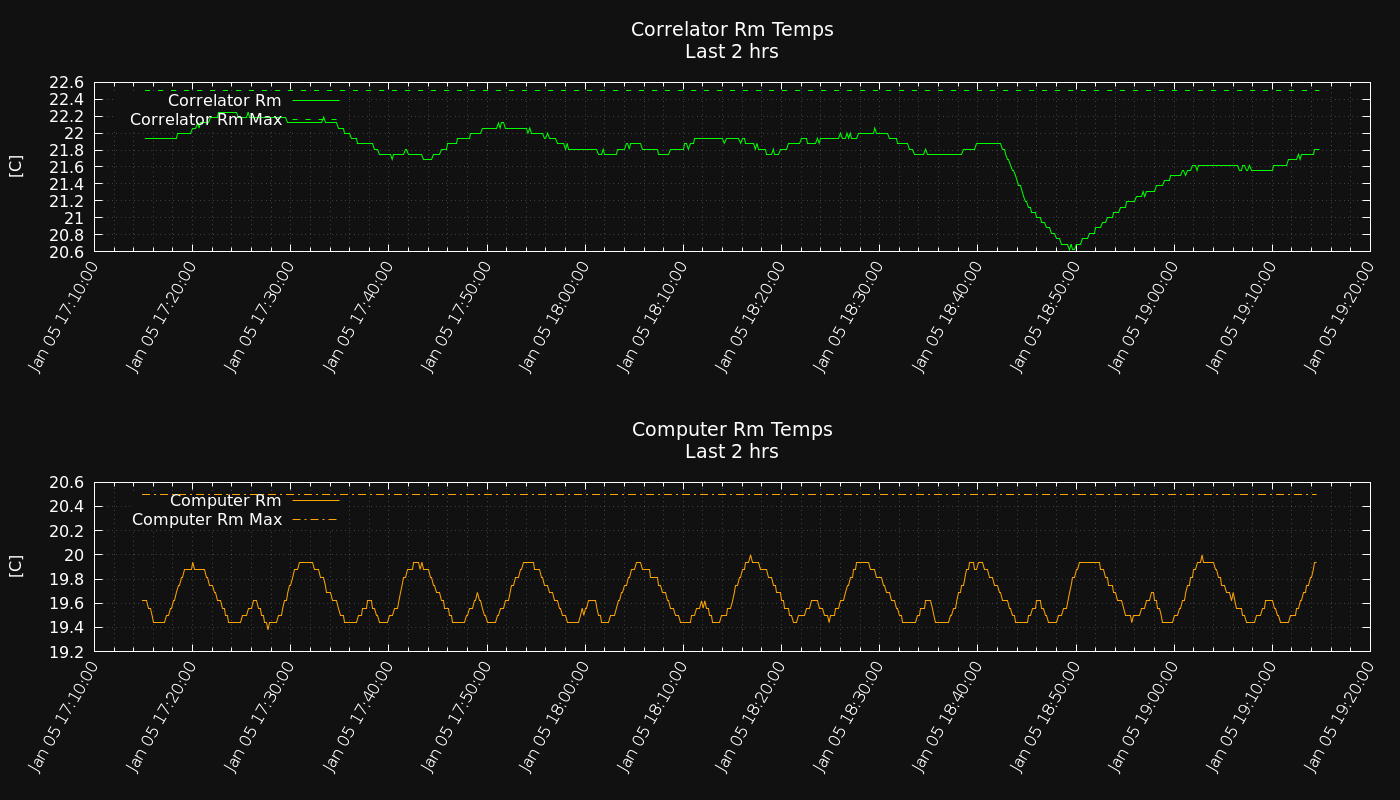 Correlator Rm Temps
Last 2 hrs
22.6
22.4
22.2
22
21.8
21.6
21.4
21.2
21
20.8
20.6
[C]
Correlator Rm
Correlator Rm Max
Jan 05 17:10:00
Jan 05 17:20:00
Jan 05 17:30:00
Jan 05 17:40:00
Jan 05 17:50:00
Jan 05 18:00:00
Jan 05 18:10:00
Jan 05 18:20:00
Jan 05 18:30:00
Jan 05 18:40:00
Jan 05 18:50:00
Jan 05 19:00:00
Jan 05 19:10:00
Jan 05 19:20:00
Computer Rm Temps
Last 2 hrs
20.6
20.4
20.2
20
19.8
19.6
19.4
19.2
[C]
Computer Rm
Computer Rm Max
Jan 05 17:10:00
Jan 05 17:20:00
Jan 05 17:30:00
Jan 05 17:40:00
Jan 05 17:50:00
Jan 05 18:00:00
Jan 05 18:10:00
Jan 05 18:20:00
Jan 05 18:30:00
Jan 05 18:40:00
Jan 05 18:50:00
Jan 05 19:00:00
Jan 05 19:10:00
Jan 05 19:20:00